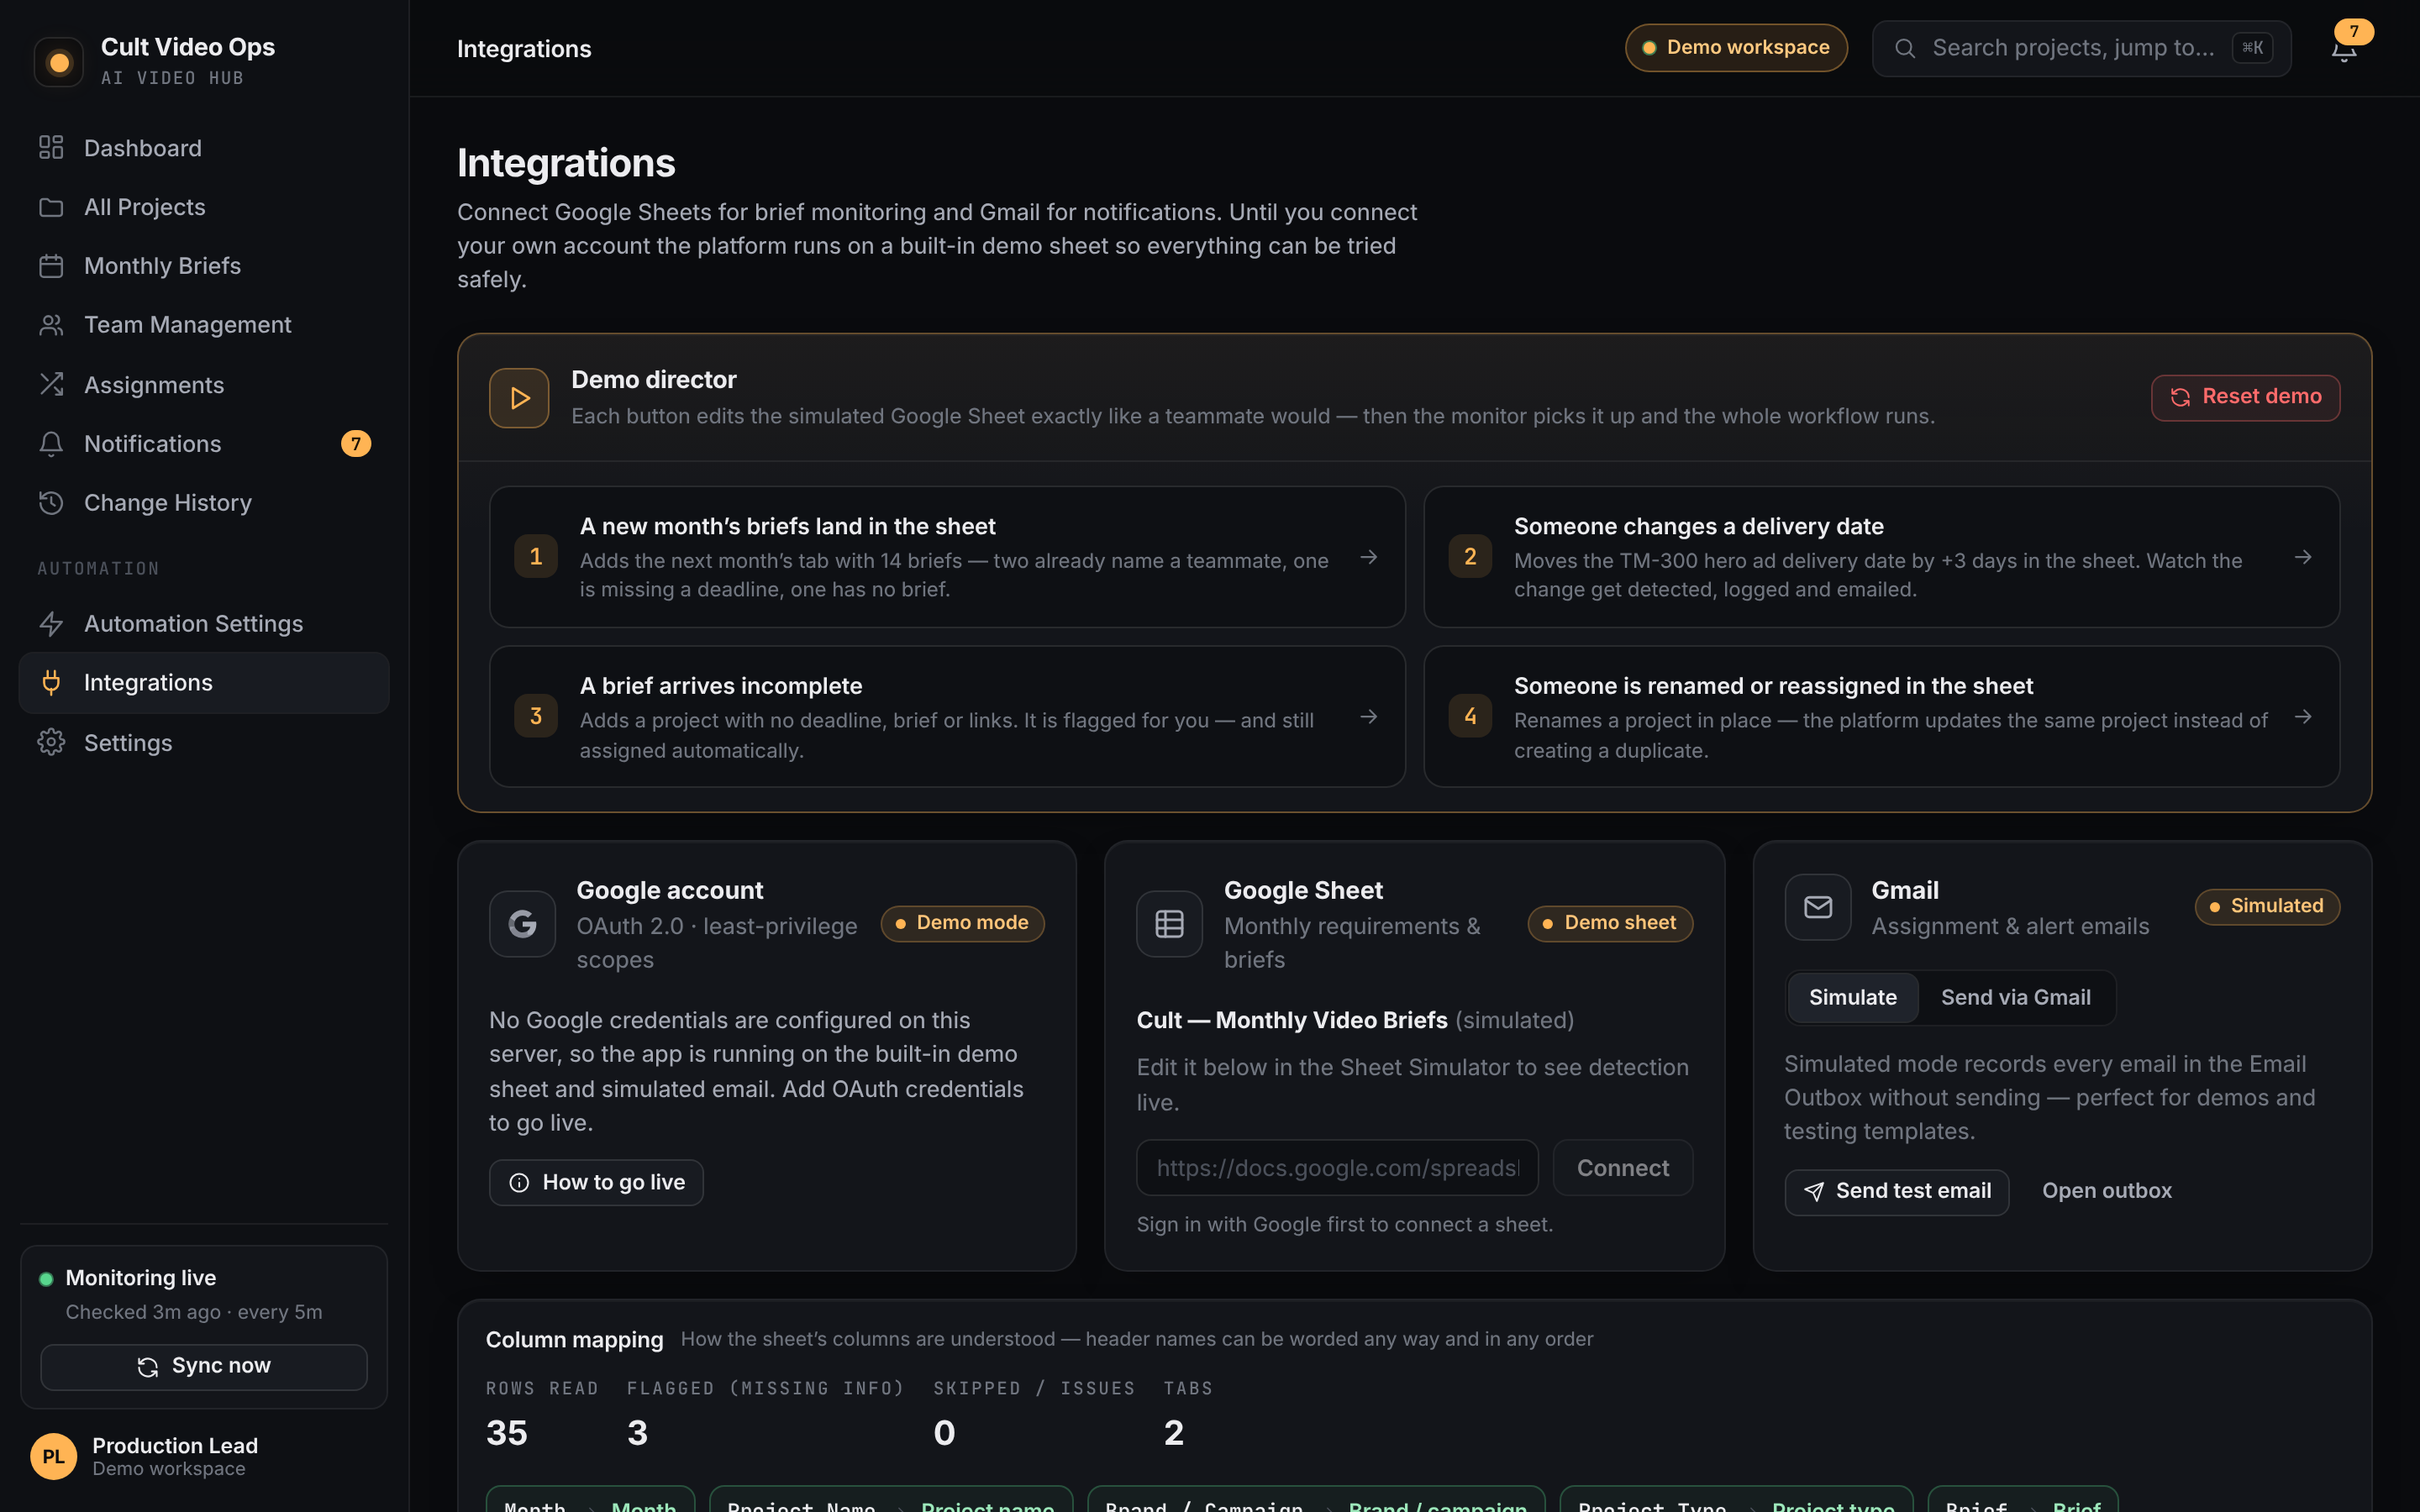 Cult Video Ops
AI VIDEO HUB
Dashboard
All Projects
Monthly Briefs
Team Management
Assignments
Notifications
7
Change History
AUTOMATION
Automation Settings
Integrations
Settings
Monitoring live
Checked 3m ago · every 5m
Sync now
PL
Production Lead
Demo workspace
Integrations
Demo workspace
Search projects, jump to...
⌘K
7
Integrations
Connect Google Sheets for brief monitoring and Gmail for notifications. Until you connect
your own account the platform runs on a built-in demo sheet so everything can be tried
safely.
Demo director
Each button edits the simulated Google Sheet exactly like a teammate would — then the monitor picks it up and the whole workflow runs.
Reset demo
1
A new month’s briefs land in the sheet
Adds the next month’s tab with 14 briefs — two already name a teammate, one
is missing a deadline, one has no brief.
2
Someone changes a delivery date
Moves the TM-300 hero ad delivery date by +3 days in the sheet. Watch the
change get detected, logged and emailed.
3
A brief arrives incomplete
Adds a project with no deadline, brief or links. It is flagged for you — and still
assigned automatically.
4
Someone is renamed or reassigned in the sheet
Renames a project in place — the platform updates the same project instead of
creating a duplicate.
Google account
OAuth 2.0 · least-privilege
scopes
Demo mode
No Google credentials are configured on this
server, so the app is running on the built-in demo
sheet and simulated email. Add OAuth credentials
to go live.
How to go live
Google Sheet
Monthly requirements &
briefs
Demo sheet
Cult — Monthly Video Briefs (simulated)
Edit it below in the Sheet Simulator to see detection
live.
https://docs.google.com/spreads
Connect
Sign in with Google first to connect a sheet.
Gmail
Assignment & alert emails
Simulated
Simulate
Send via Gmail
Simulated mode records every email in the Email
Outbox without sending — perfect for demos and
testing templates.
Send test email
Open outbox
Column mapping
How the sheet’s columns are understood — header names can be worded any way and in any order
ROWS READ
FLAGGED (MISSING INFO)
SKIPPED / ISSUES
TABS
35
3
0
2
Month › Month
Project Name › Project name
Brand / Campaign › Brand / campaign
Project Type › Project type
Brief › Brief